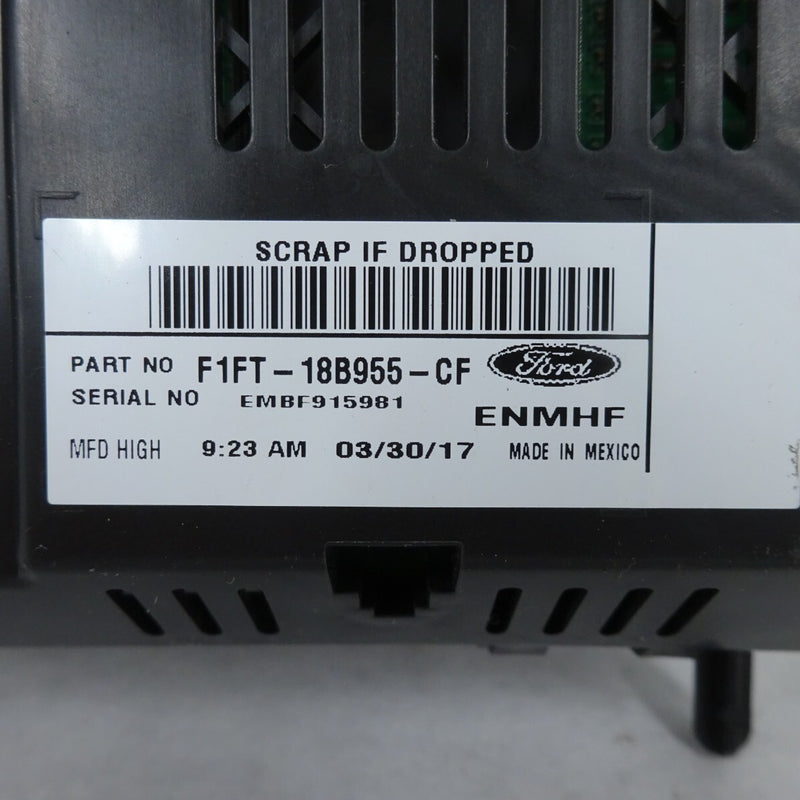 SCRAP IF DROPPED
PART NO F1FT-18B955-CF Ford
SERIAL NO EMBF915981 ENMHF
MFD HIGH 9:23 AM 03/30/17 MADE IN MEXICO